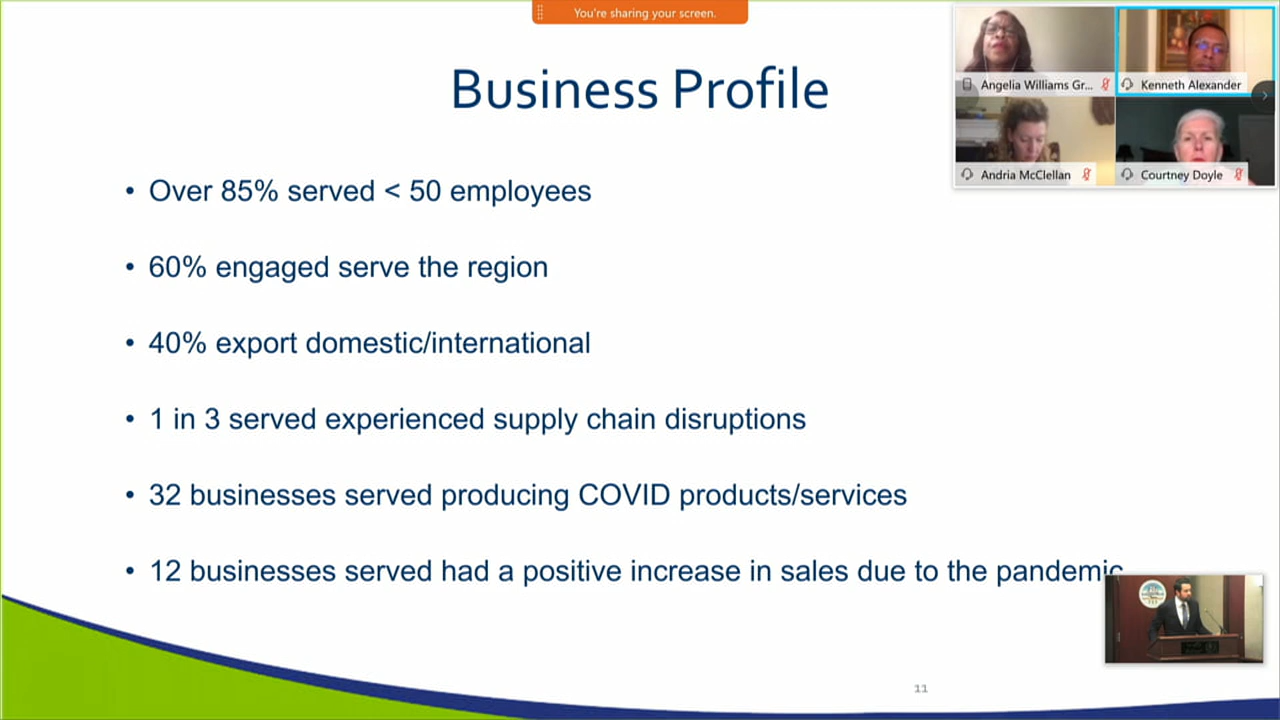 You're sharing your screen.
Business Profile
Angelia Williams Gr...
Kenneth Alexander
Andria McClellan
Courtney Doyle
• Over 85% served < 50 employees
• 60% engaged serve the region
• 40% export domestic/international
• 1 in 3 served experienced supply chain disruptions
• 32 businesses served producing COVID products/services
• 12 businesses served had a positive increase in sales due to the pandemic
11